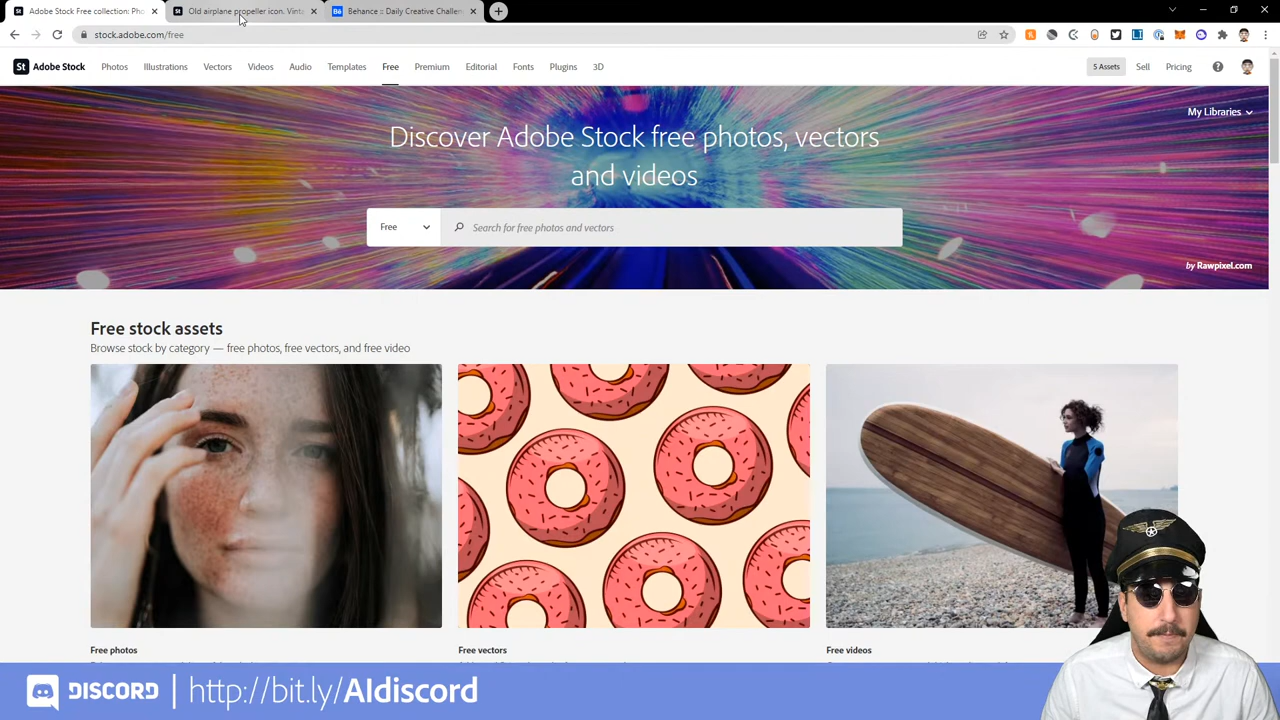 Adobe Stock Free collection: Pho
Old airplane propeller icon. Vinta
Behance :: Daily Creative Challen
stock.adobe.com/free
St Adobe Stock
Photos
Illustrations
Vectors
Videos
Audio
Templates
Free
Premium
Editorial
Fonts
Plugins
3D
5 Assets
Sell
Pricing
My Libraries
Discover Adobe Stock free photos, vectors
and videos
Free
Search for free photos and vectors
by Rawpixel.com
Free stock assets
Browse stock by category — free photos, free vectors, and free video
Free photos
Free vectors
Free videos
DISCORD | http://bit.ly/AIdiscord